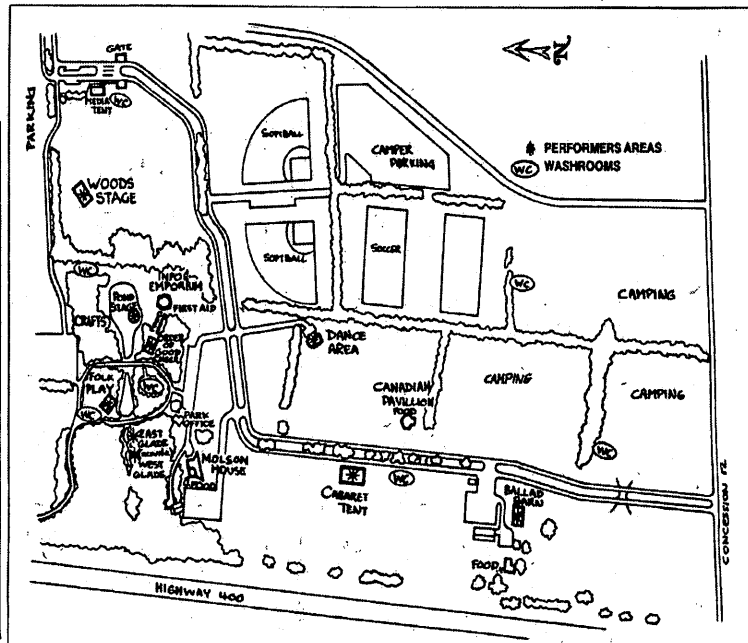 GATE
N
PARKING
MEDIA
TENT
WC
SOFTBALL
CAMPER
PARKING
PERFORMERS AREAS
WC WASHROOMS
WOODS
STAGE
SOFTBALL
SOCCER
WC
INFO &
EMPORIUM
POND
STAGE
FIRST AID
CRAFTS
WC
CAMPING
DANCE
AREA
FOLK
PLAY
WC
WC
CANADIAN
PAVILLION
FOOD
CAMPING
CAMPING
PARK
OFFICE
EAST
GLADE
WEST
GLADE
MOLSON
HOUSE
FOOD
WC
CABARET
TENT
WC
BALLAD
BARN
FOOD
CONCESSION 12
HIGHWAY 400